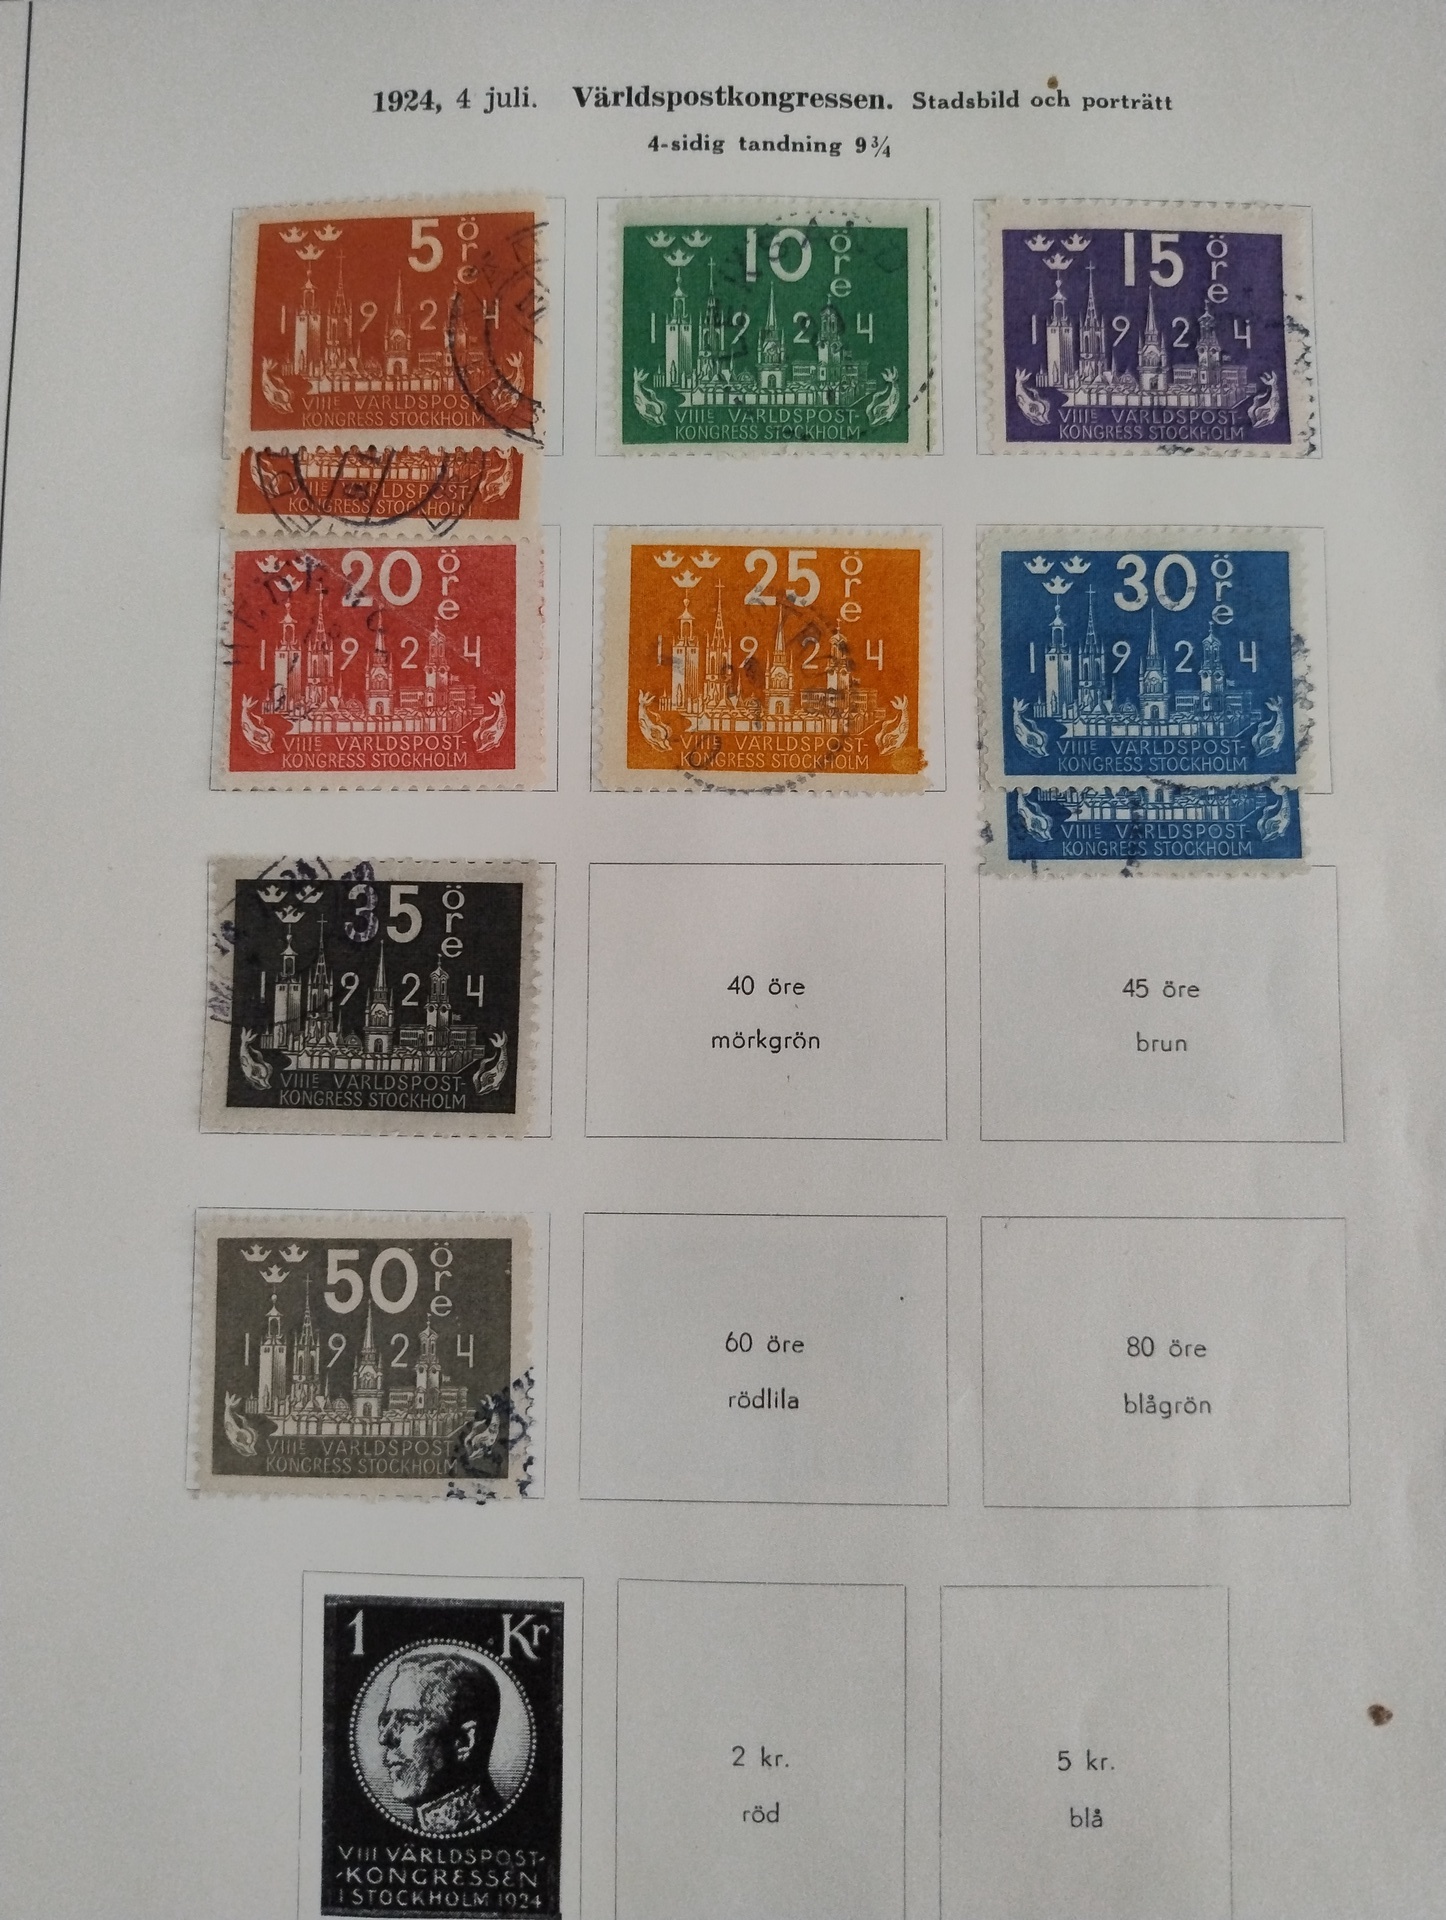 1924, 4 juli. Världspostkongressen. Stadsbild och porträtt
4-sidig tandning 9 3/4
5 öre
1924
VIIIE VÄRLDSPOST-
KONGRESS STOCKHOLM
10 öre
1924
VIIIE VÄRLDSPOST-
KONGRESS STOCKHOLM
15 öre
1924
VIIIE VÄRLDSPOST-
KONGRESS STOCKHOLM
VIIIE VÄRLDSPOST-
KONGRESS STOCKHOLM
20 öre
1924
VIIIE VÄRLDSPOST-
KONGRESS STOCKHOLM
25 öre
1924
VIIIE VÄRLDSPOST-
KONGRESS STOCKHOLM
30 öre
1924
VIIIE VÄRLDSPOST-
KONGRESS STOCKHOLM
VIIIE VÄRLDSPOST-
KONGRESS STOCKHOLM
35 öre
1924
VIIIE VÄRLDSPOST-
KONGRESS STOCKHOLM
40 öre
mörkgrön
45 öre
brun
50 öre
1924
VIIIE VÄRLDSPOST
KONGRESS STOCKHOLM
60 öre
rödlila
80 öre
blågrön
1 Kr
VIII VÄRLDSPOST-
-KONGRESSEN
I STOCKHOLM 1924
2 kr.
röd
5 kr.
blå